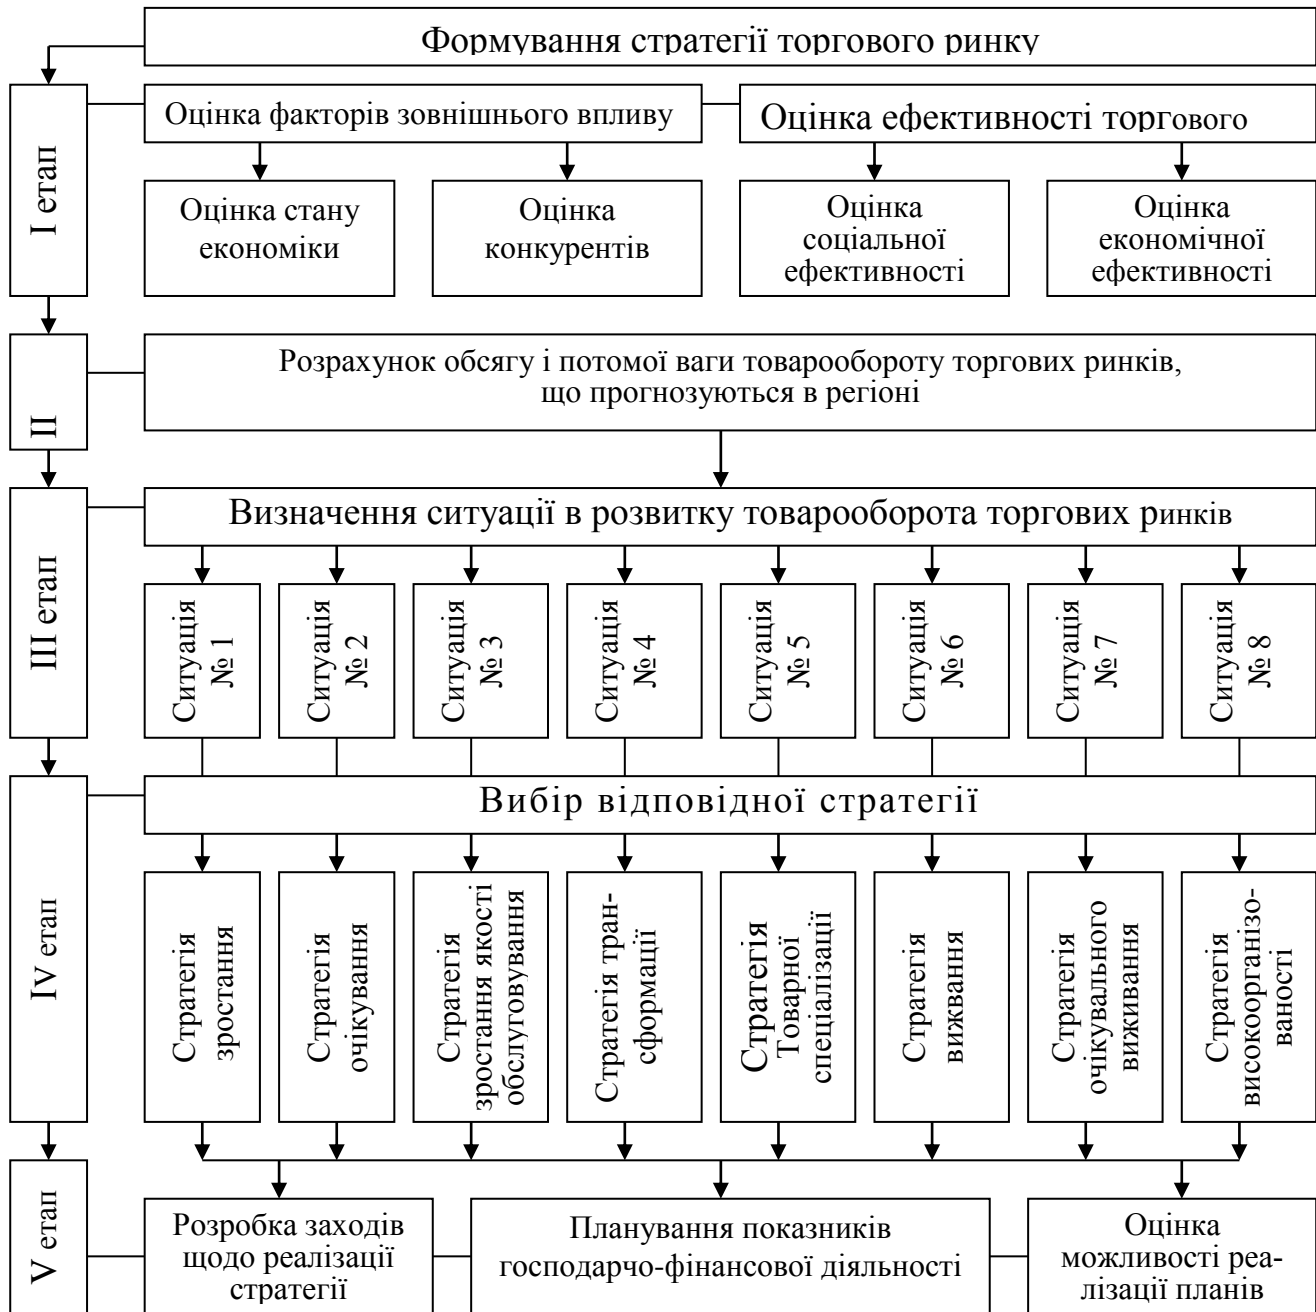 Формування стратегії торгового ринку
I етап
Оцінка факторів зовнішнього впливу
Оцінка ефективності торгового
Оцінка стану
економіки
Оцінка
конкурентів
Оцінка
соціальної
ефективності
Оцінка
економічної
ефективності
II
Розрахунок обсягу і потомої ваги товарообороту торгових ринків,
що прогнозуються в регіоні
III етап
Визначення ситуації в розвитку товарооборота торгових ринків
Ситуація
№ 1
Ситуація
№ 2
Ситуація
№ 3
Ситуація
№ 4
Ситуація
№ 5
Ситуація
№ 6
Ситуація
№ 7
Ситуація
№ 8
IV етап
Вибір відповідної стратегії
Стратегія
зростання
Стратегія
очікування
Стратегія
зростання якості
обслуговування
Стратегія тран-
сформації
Стратегія
Товарної
спеціалізації
Стратегія
вижвання
Стратегія
очікувального
виживання
Стратегія
високоорганізо-
ваності
V етап
Розробка заходів
щодо реалізації
стратегії
Планування показників
господарчо-фінансової діяльності
Оцінка
можливості реа-
лізації планів